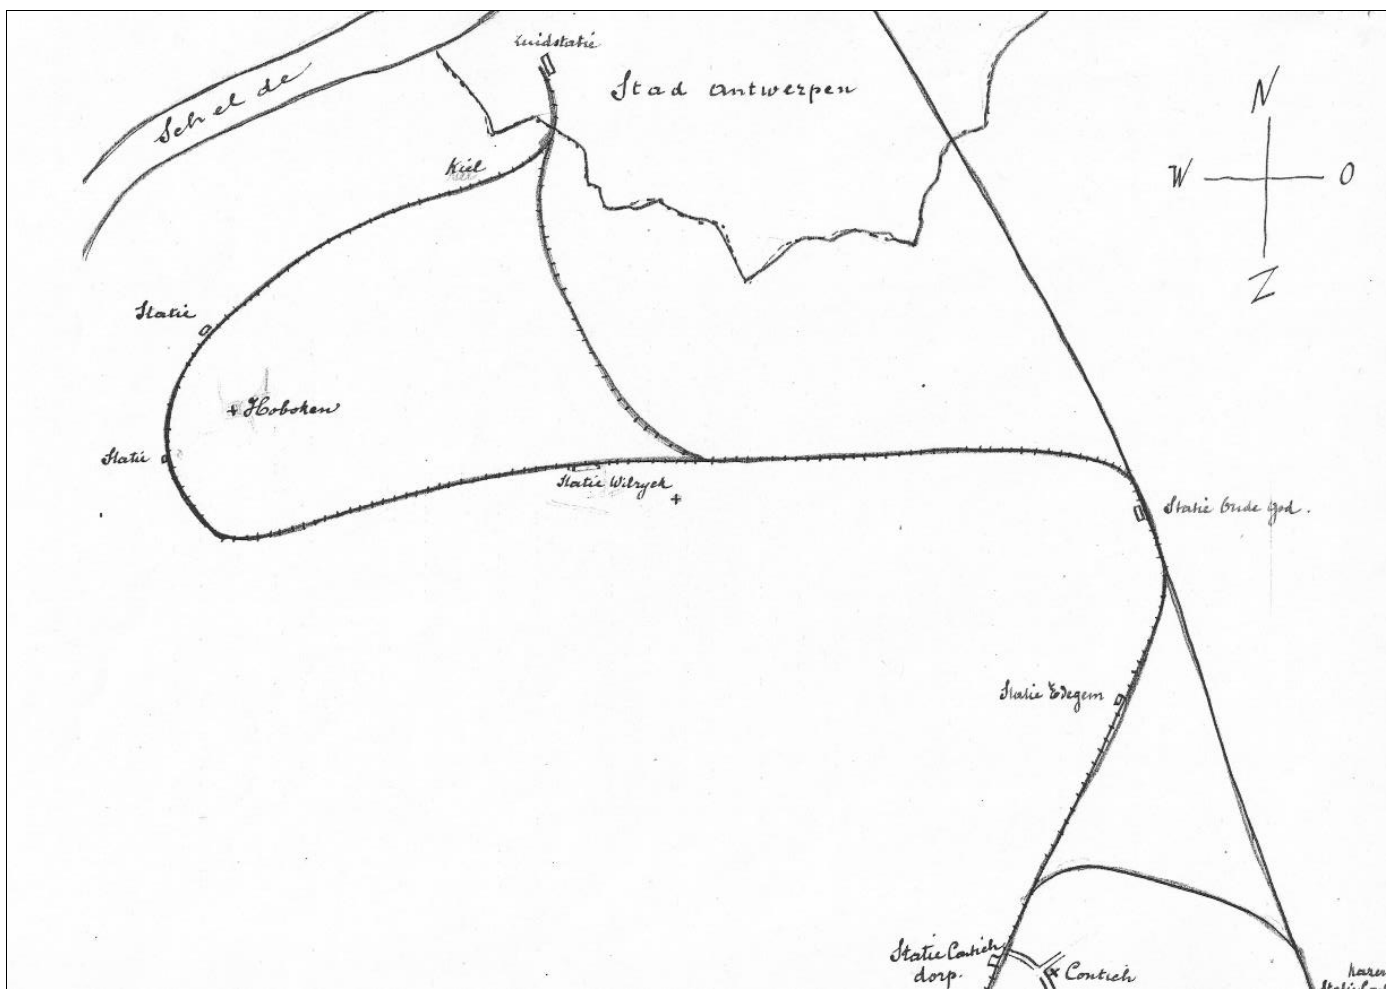 Zuidstatie
Schelde
Stad Antwerpen
N
W
O
Z
Kiel
Statie
+ Hoboken
Statie
Statie Wilryck
+
Statie Oude God.
Statie Edegem
Statie Contich
dorp.
x Contich